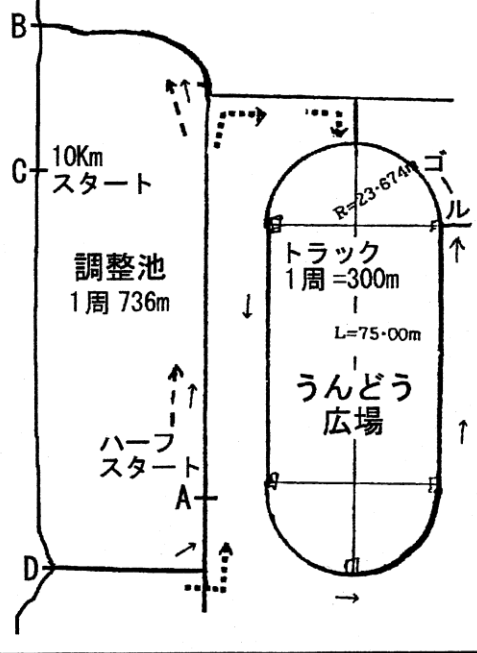 B
10Km
スタート
C
ゴール
R=23・674m
トラック
1周=300m
調整池
1周 736m
L=75・00m
うんどう
広場
ハーフ
スタート
A
D